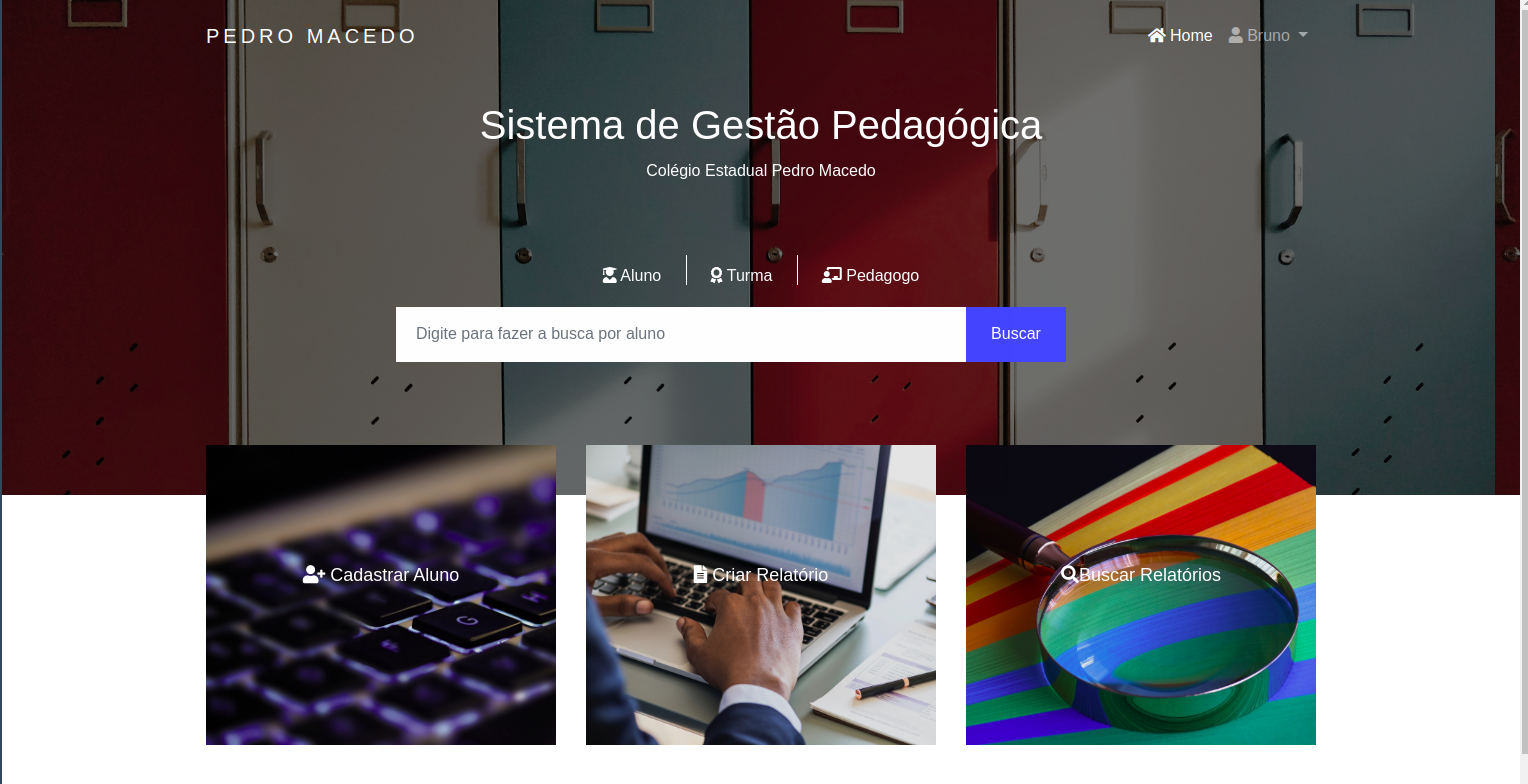 PEDRO MACEDO
Home
Bruno
Sistema de Gestão Pedagógica
Colégio Estadual Pedro Macedo
Aluno
Turma
Pedagogo
Digite para fazer a busca por aluno
Buscar
Cadastrar Aluno
Criar Relatório
Buscar Relatórios
G